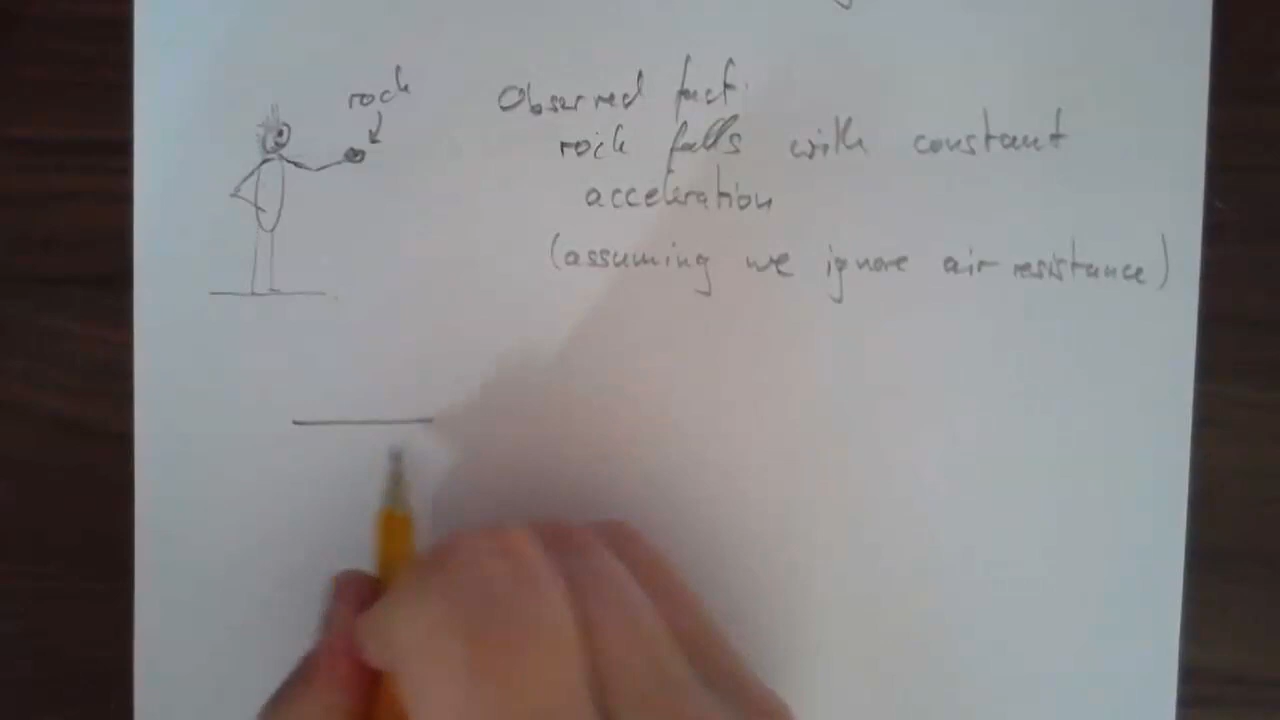 rock
Observed fact:
rock falls with constant
acceleration
(assuming we ignore air resistance)